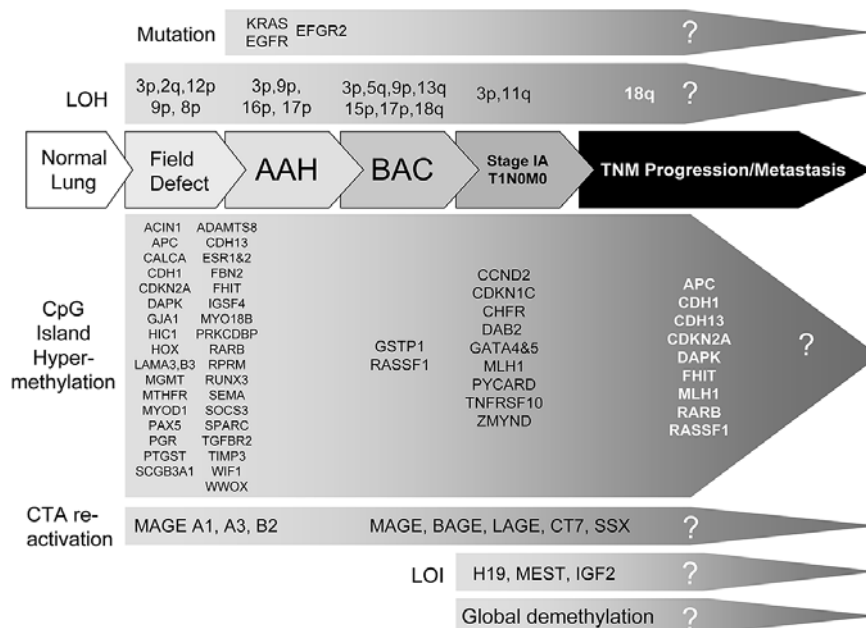 Mutation
KRAS
EGFR
EFGR2
?
LOH
3p,2q,12p
9p, 8p
3p,9p,
16p, 17p
3p,5q,9p,13q
15p,17p,18q
3p,11q
18q
?
Normal
Lung
Field
Defect
AAH
BAC
Stage IA
T1N0M0
TNM Progression/Metastasis
CpG
Island
Hyper-
methylation
ACIN1
APC
CALCA
CDH1
CDKN2A
DAPK
GJA1
HIC1
HOX
LAMA3,B3
MGMT
MTHFR
MYOD1
PAX5
PGR
PTGST
SCGB3A1
ADAMTS8
CDH13
ESR1&2
FBN2
FHIT
IGSF4
MYO18B
PRKCDBP
RARB
RPRM
RUNX3
SEMA
SOCS3
SPARC
TGFBR2
TIMP3
WIF1
WWOX
GSTP1
RASSF1
CCND2
CDKN1C
CHFR
DAB2
GATA4&5
MLH1
PYCARD
TNFRSF10
ZMYND
APC
CDH1
CDH13
CDKN2A
DAPK
FHIT
MLH1
RARB
RASSF1
?
CTA re-
activation
MAGE A1, A3, B2
MAGE, BAGE, LAGE, CT7, SSX
?
LOI
H19, MEST, IGF2
?
Global demethylation
?